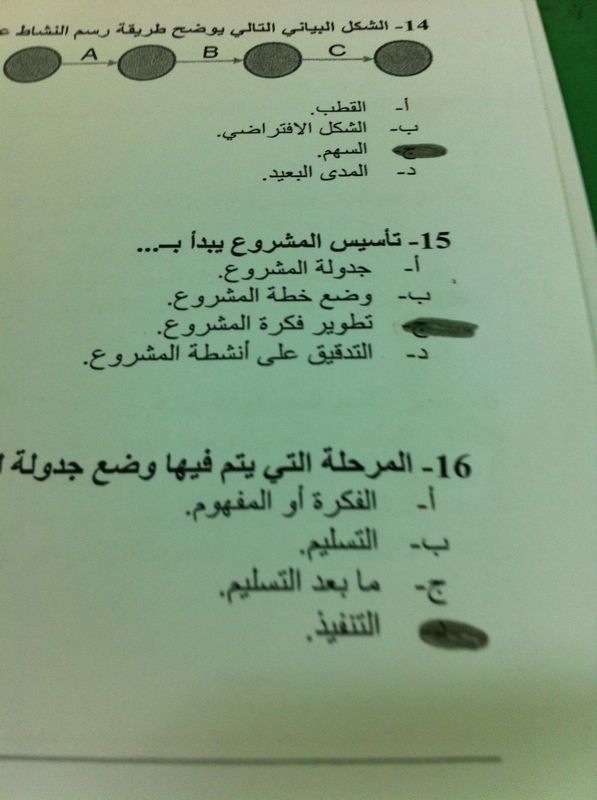 14- الشكل البياني التالي يوضح طريقة رسم النشاط
A B C
أ- القطب.
ب- الشكل الافتراضي.
ج- السهم.
د- المدى البعيد.
15- تأسيس المشروع يبدأ بـ...
أ- جدولة المشروع.
ب- وضع خطة المشروع.
ج- تطوير فكرة المشروع.
د- التدقيق على أنشطة المشروع.
16- المرحلة التي يتم فيها وضع جدولة
أ- الفكرة أو المفهوم.
ب- التسليم.
ج- ما بعد التسليم.
التنفيذ.